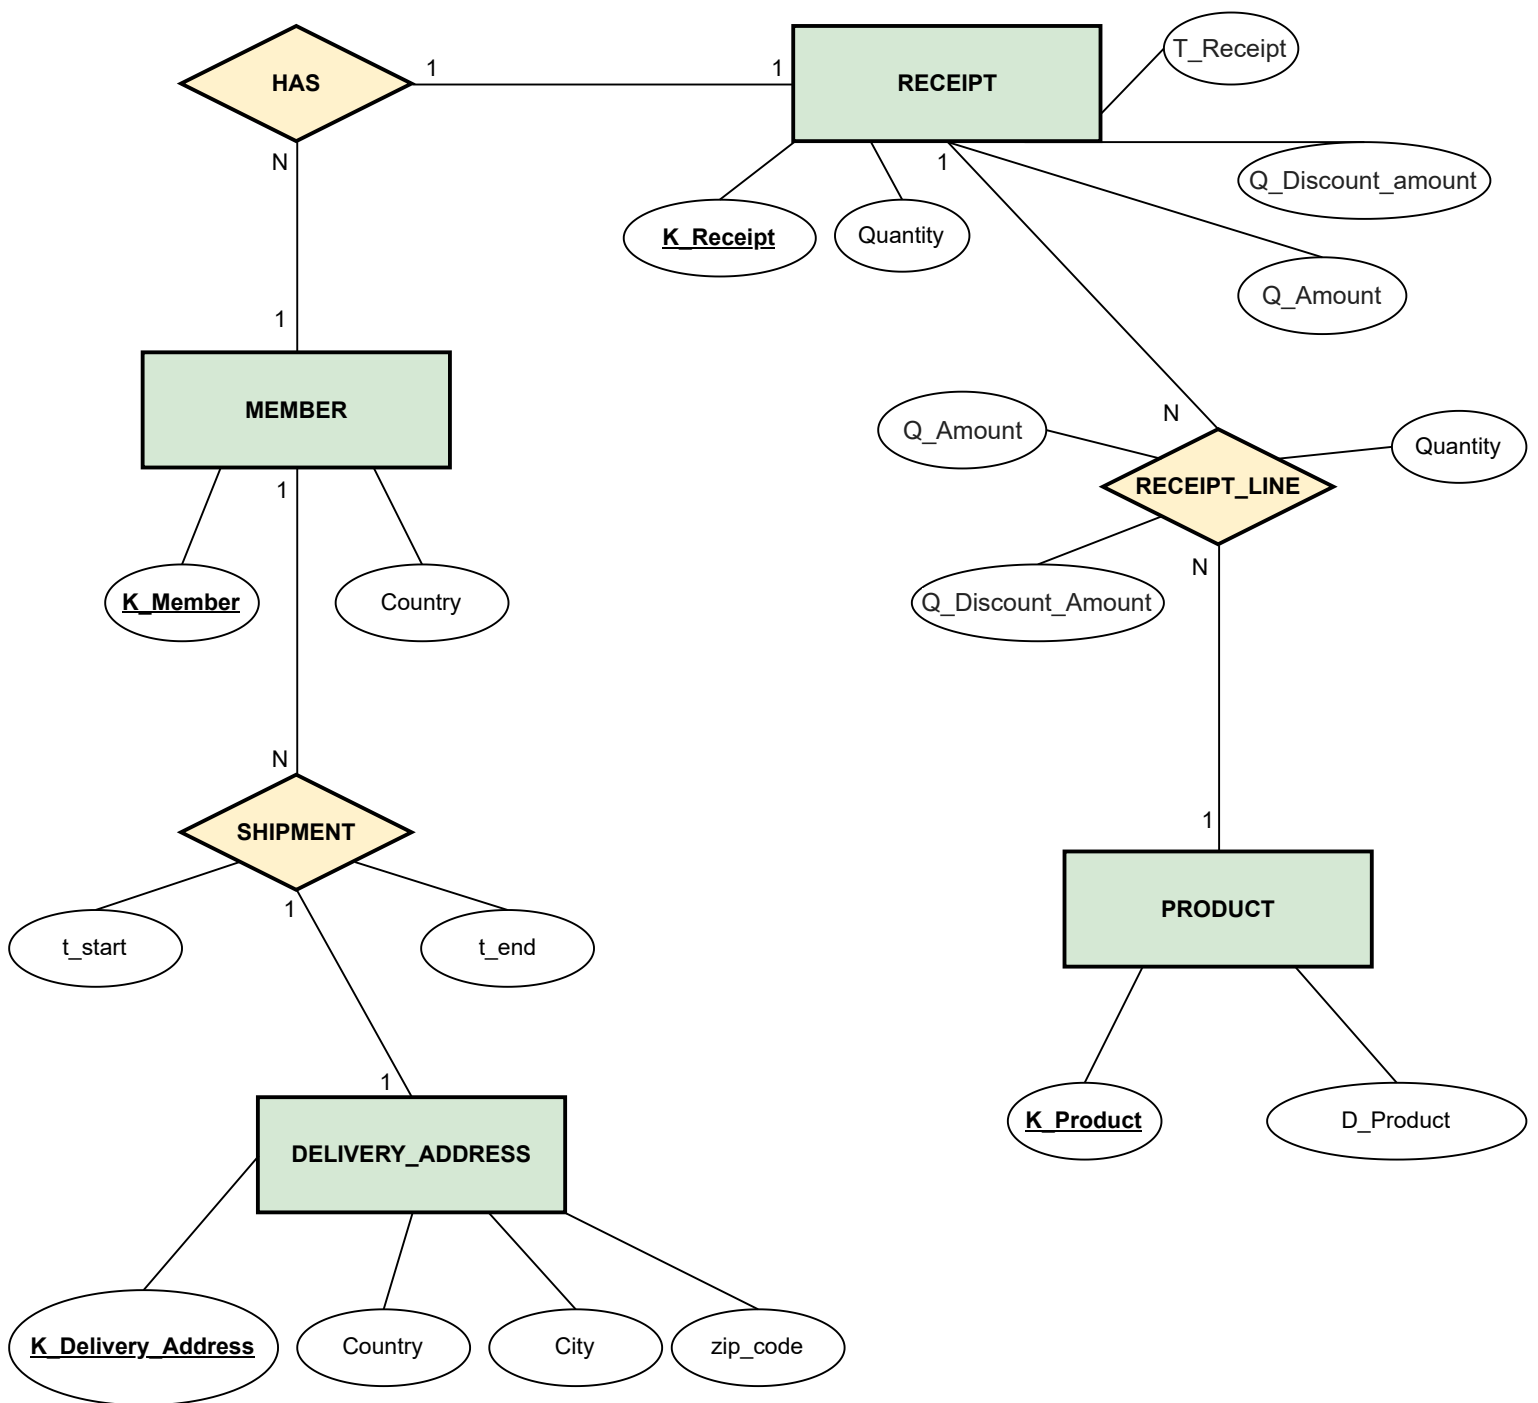 T_Receipt
HAS
1
1
RECEIPT
N
1
Q_Discount_amount
K_Receipt
Quantity
Q_Amount
1
MEMBER
N
Q_Amount
Quantity
RECEIPT_LINE
1
N
K_Member
Country
Q_Discount_Amount
N
1
SHIPMENT
1
PRODUCT
t_start
t_end
1
K_Product
D_Product
DELIVERY_ADDRESS
K_Delivery_Address
Country
City
zip_code